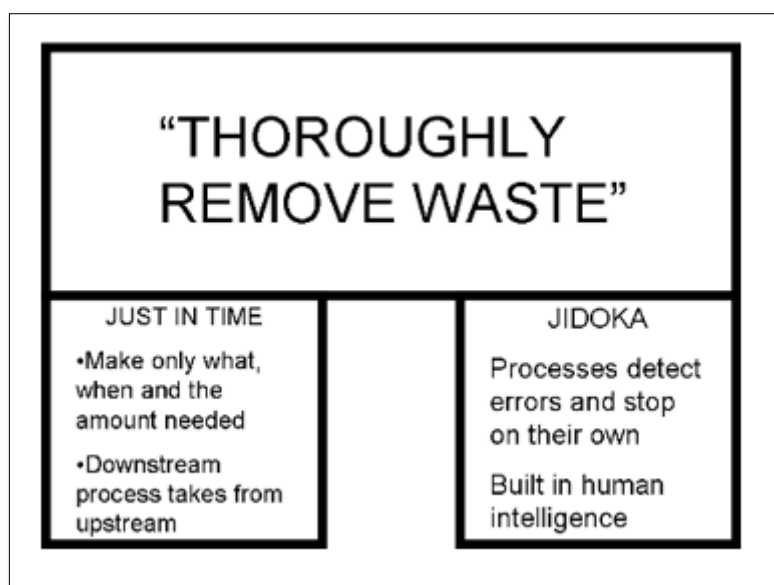 “THOROUGHLY
REMOVE WASTE”
JUST IN TIME
•Make only what,
when and the
amount needed
•Downstream
process takes from
upstream
JIDOKA
Processes detect
errors and stop
on their own
Built in human
intelligence